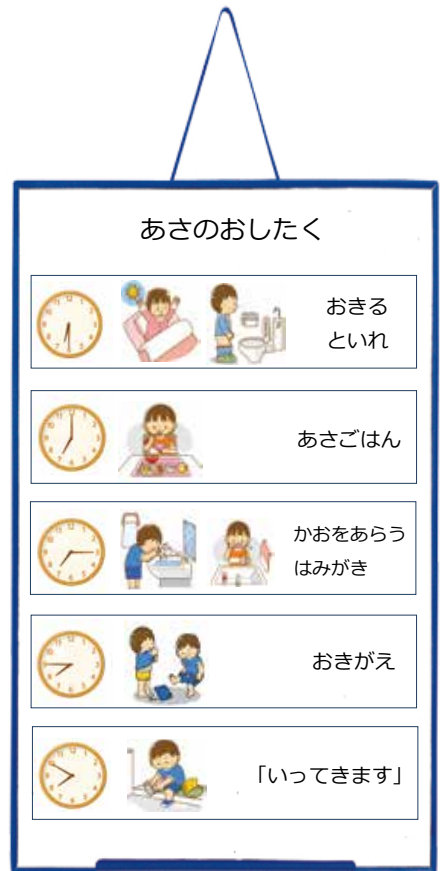 あさのおしたく
おきる
といれ
あさごはん
かおをあらう
はみがき
おきがえ
「いってきます」